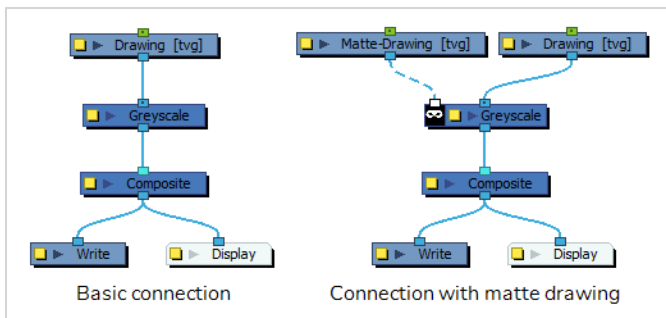 Drawing [tvg]
Greyscale
Composite
Write
Display
Basic connection
Matte-Drawing [tvg]
Drawing [tvg]
Greyscale
Composite
Write
Display
Connection with matte drawing